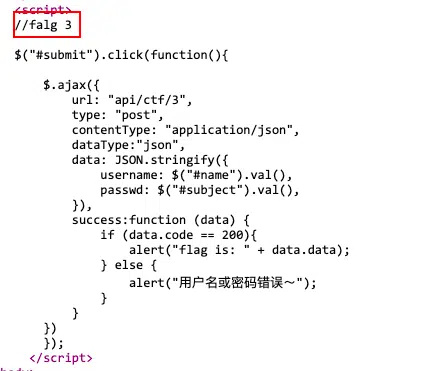 <script>
//falg 3
$("#submit").click(function(){
$.ajax({
url: "api/ctf/3",
type: "post",
contentType: "application/json",
dataType:"json",
data: JSON.stringify({
username: $("#name").val(),
passwd: $("#subject").val(),
}),
success:function (data) {
if (data.code == 200){
alert("flag is: " + data.data);
} else {
alert("用户名或密码错误～");
}
}
})
});
</script>